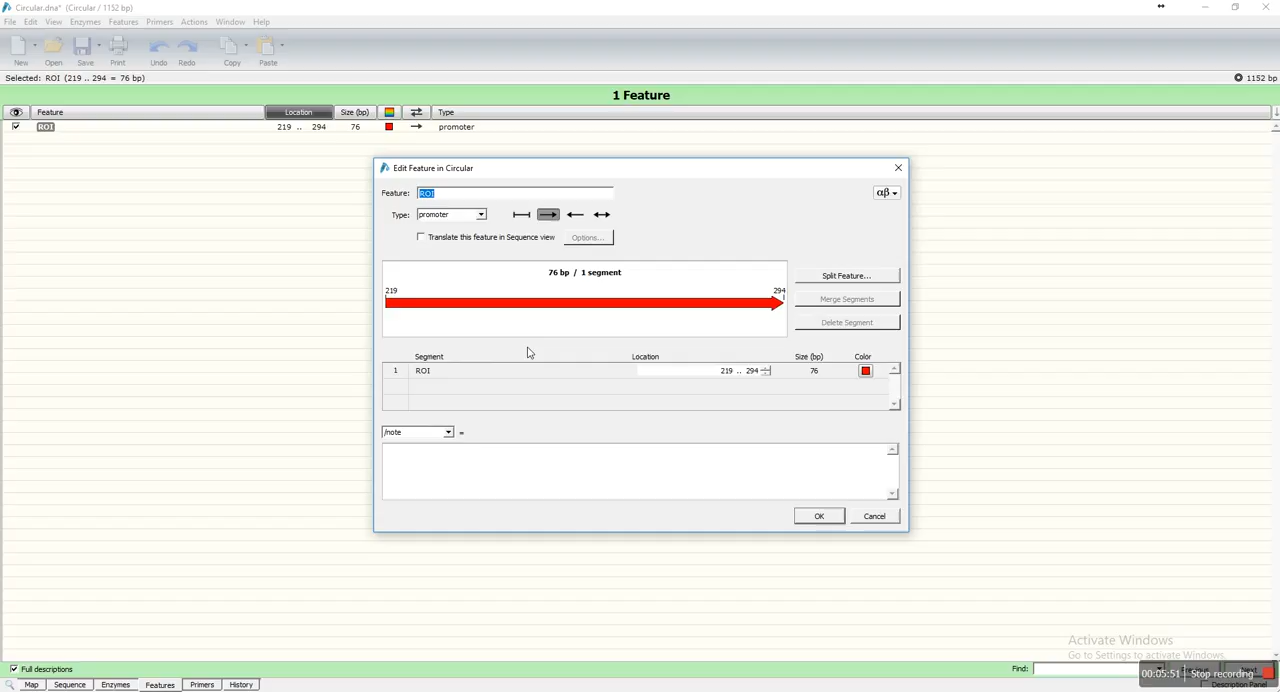 Circular.dna* (Circular / 1152 bp)
File Edit View Enzymes Features Primers Actions Window Help
New Open Save Print Undo Redo Copy Paste
Selected: ROI (219 .. 294 = 76 bp) 1152 bp
1 Feature
Feature Location Size (bp) Type
ROI 219 .. 294 76 promoter
Edit Feature in Circular
Feature: ROI αβ
Type: promoter
Translate this feature in Sequence view Options...
76 bp / 1 segment
219 294
Split Feature...
Merge Segments
Delete Segment
Segment Location Size (bp) Color
1 ROI 219 .. 294 76
/note =
OK Cancel
Activate Windows
Go to Settings to activate Windows.
Full descriptions Find: Previous Next
00:05:51 Stop recording
Map Sequence Enzymes Features Primers History Description Panel